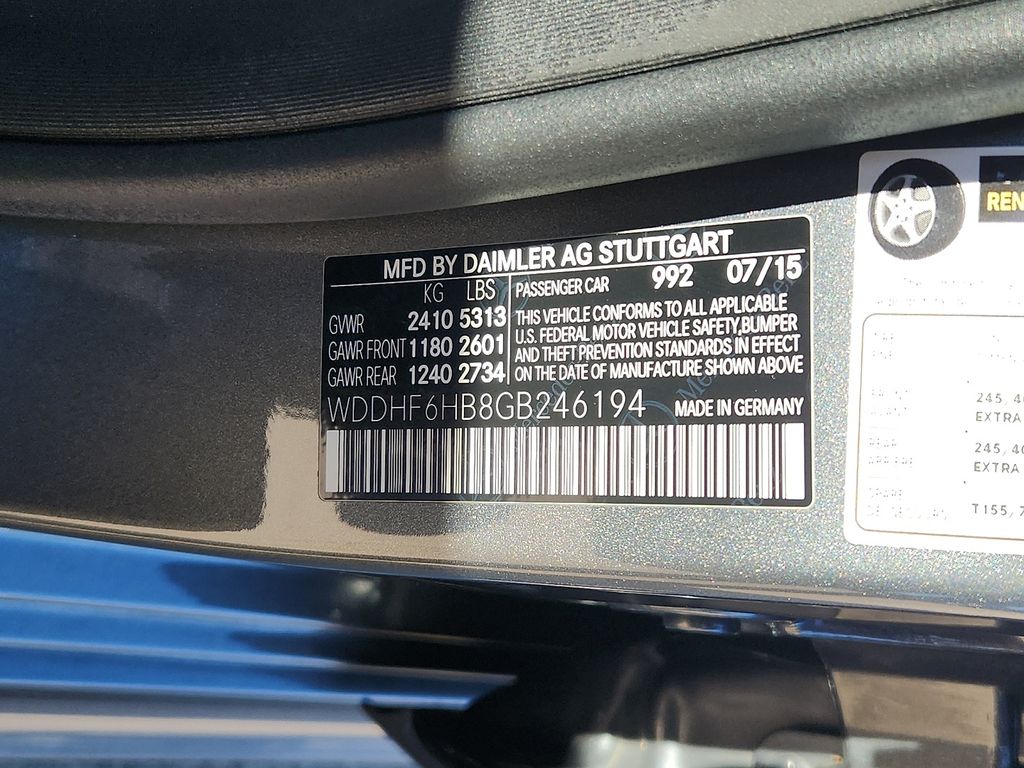 MFD BY DAIMLER AG STUTTGART
KG LBS
PASSENGER CAR 992 07/15
GVWR 2410 5313
GAWR FRONT 1180 2601
GAWR REAR 1240 2734
THIS VEHICLE CONFORMS TO ALL APPLICABLE
U.S. FEDERAL MOTOR VEHICLE SAFETY,BUMPER
AND THEFT PREVENTION STANDARDS IN EFFECT
ON THE DATE OF MANUFACTURE SHOWN ABOVE
WDDHF6HB8GB246194 MADE IN GERMANY
REN
245/4
EXTRA
245/4
EXTRA
T155/7